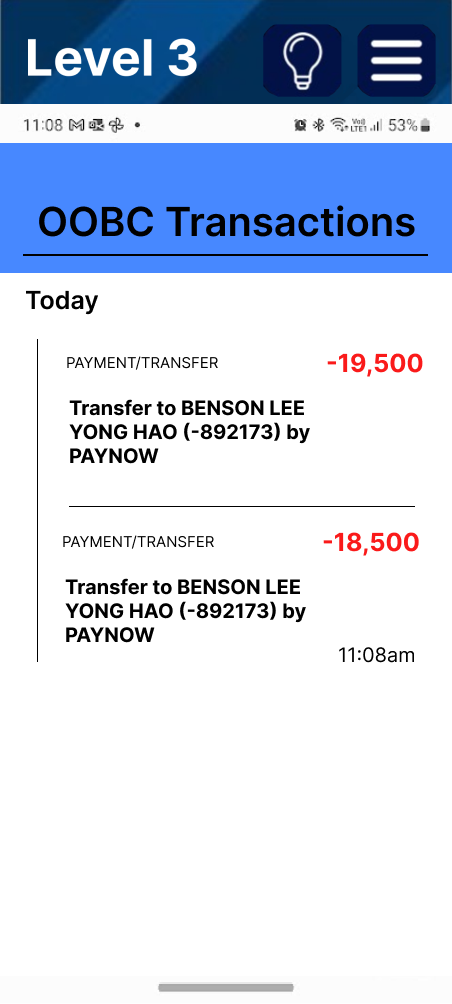 Level 3
11:08 53%
OOBC Transactions
Today
PAYMENT/TRANSFER -19,500
Transfer to BENSON LEE
YONG HAO (-892173) by
PAYNOW
PAYMENT/TRANSFER -18,500
Transfer to BENSON LEE
YONG HAO (-892173) by
PAYNOW
11:08am